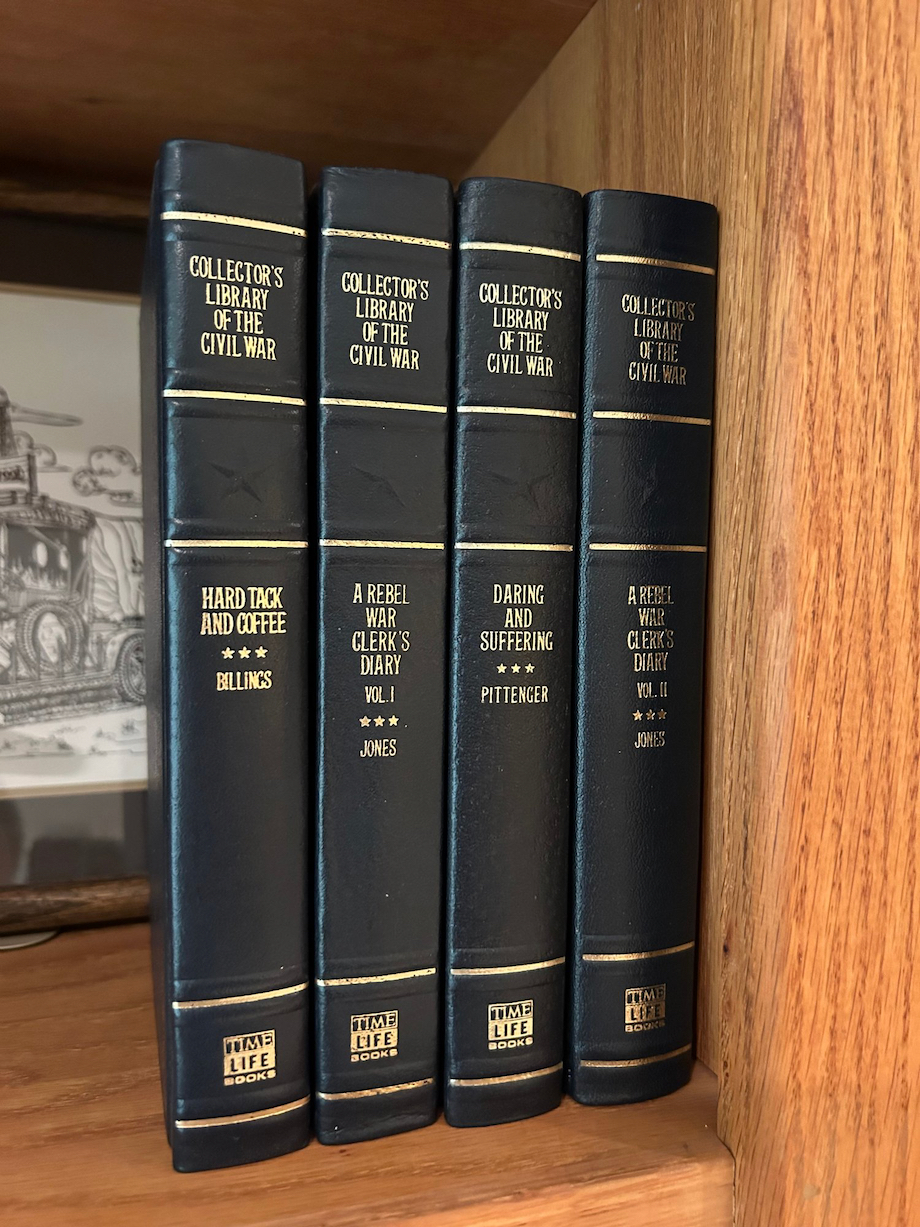 COLLECTOR'S
LIBRARY
OF THE
CIVIL WAR
HARD TACK
AND COFFEE
BILLINGS
TIME
LIFE
BOOKS
COLLECTOR'S
LIBRARY
OF THE
CIVIL WAR
A REBEL
WAR
CLERK'S
DIARY
VOL. I
JONES
TIME
LIFE
BOOKS
COLLECTOR'S
LIBRARY
OF THE
CIVIL WAR
DARING
AND
SUFFERING
PITTENGER
TIME
LIFE
BOOKS
COLLECTOR'S
LIBRARY
OF THE
CIVIL WAR
A REBEL
WAR
CLERK'S
DIARY
VOL. II
JONES
TIME
LIFE
BOOKS